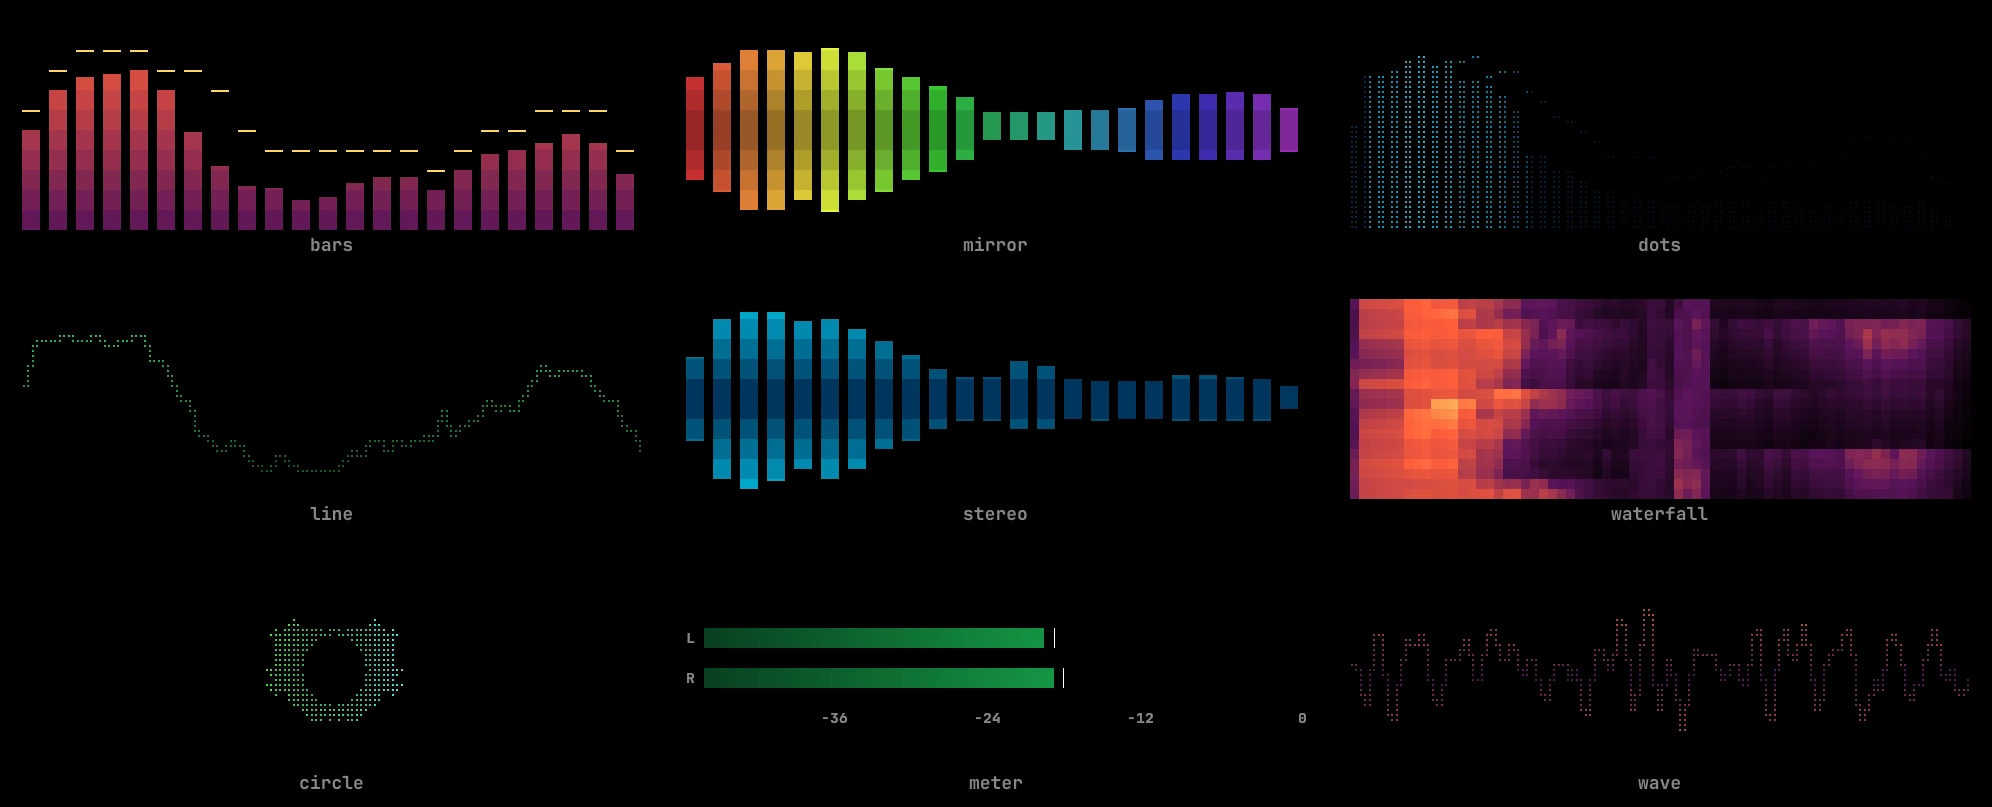 bars
mirror
dots
line
stereo
waterfall
L
R
-36 -24 -12 0
circle
meter
wave